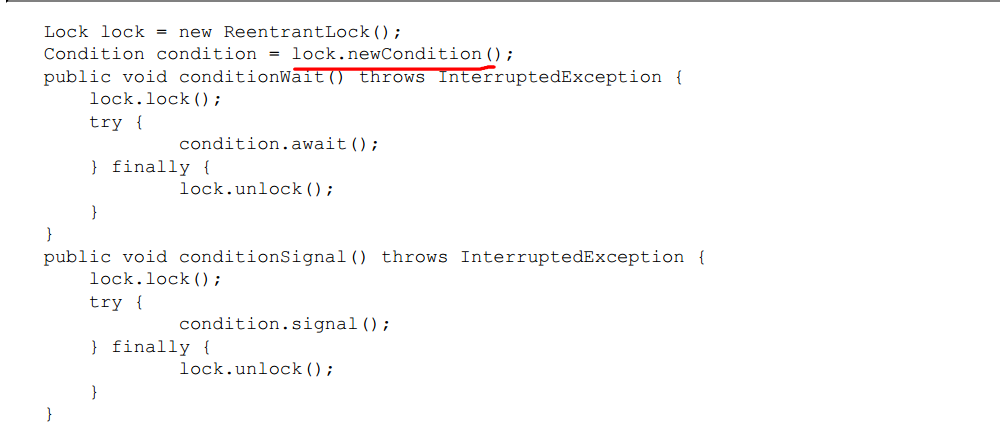 Lock lock = new ReentrantLock();
Condition condition = lock.newCondition();
public void conditionWait() throws InterruptedException {
lock.lock();
try {
condition.await();
} finally {
lock.unlock();
}
}
public void conditionSignal() throws InterruptedException {
lock.lock();
try {
condition.signal();
} finally {
lock.unlock();
}
}